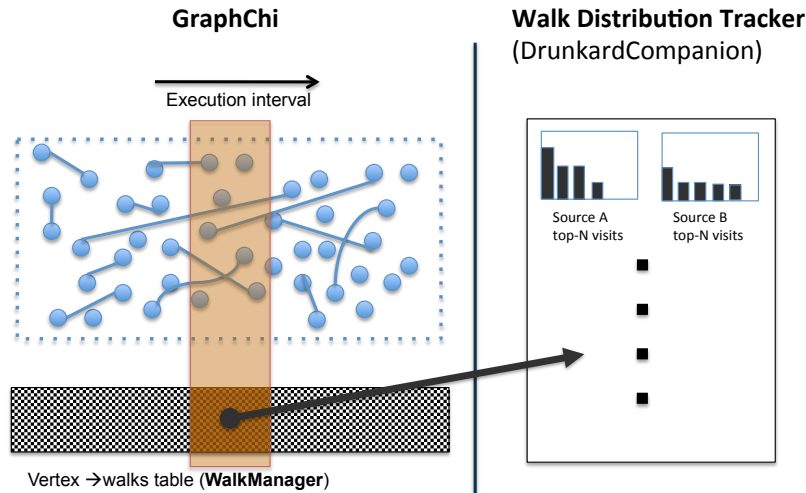 GraphChi
Execution interval
Vertex →walks table (WalkManager)
Walk Distribution Tracker
(DrunkardCompanion)
Source A
top-N visits
Source B
top-N visits